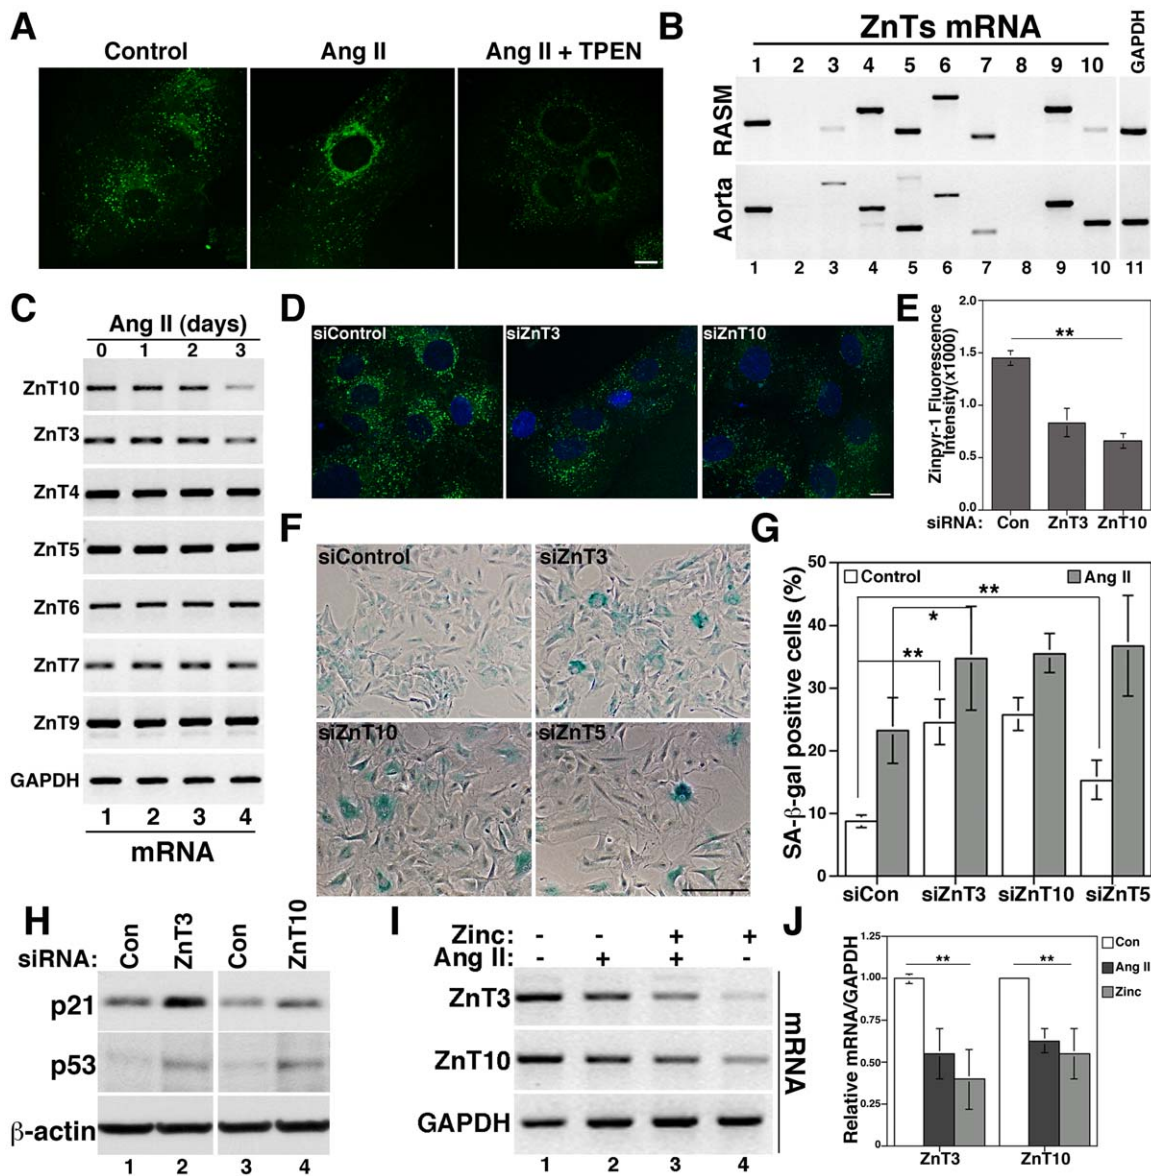 A
Control Ang II Ang II + TPEN
B
ZnTs mRNA
GAPDH
1 2 3 4 5 6 7 8 9 10
RASM
Aorta
1 2 3 4 5 6 7 8 9 10 11
C
Ang II (days)
0 1 2 3
ZnT10
ZnT3
ZnT4
ZnT5
ZnT6
ZnT7
ZnT9
GAPDH
1 2 3 4
mRNA
D
siControl siZnT3 siZnT10
E
Zinpyr-1 Fluorescence
Intensity(x1000)
2.0
**
1.5
1.0
0.5
0.0
siRNA: Con ZnT3 ZnT10
F
siControl siZnT3
siZnT10 siZnT5
G
SA-β-gal positive cells (%)
50
Control Ang II
**
40
*
**
30
20
10
0
siCon siZnT3 siZnT10 siZnT5
H
siRNA: Con ZnT3 Con ZnT10
p21
p53
β-actin
1 2 3 4
I
Zinc: - - + +
Ang II: - + + -
ZnT3
ZnT10
GAPDH
mRNA
1 2 3 4
J
Relative mRNA/GAPDH
1.25
** **
1.00
0.75
0.50
0.25
0.00
ZnT3 ZnT10
Con
Ang II
Zinc